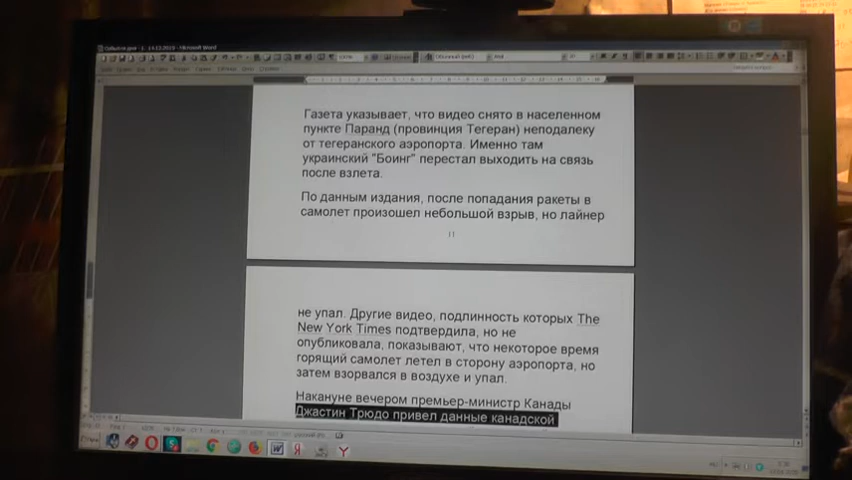 Microsoft Word
Газета указывает, что видео снято в населенном
пункте Паранд (провинция Тегеран) неподалеку
от тегеранского аэропорта. Именно там
украинский "Боинг" перестал выходить на связь
после взлета.
По данным издания, после попадания ракеты в
самолет произошел небольшой взрыв, но лайнер
11
не упал. Другие видео, подлинность которых The
New York Times подтвердила, но не
опубликовала, показывают, что некоторое время
горящий самолет летел в сторону аэропорта, но
затем взорвался в воздухе и упал.
Накануне вечером премьер-министр Канады
Джастин Трюдо привел данные канадской